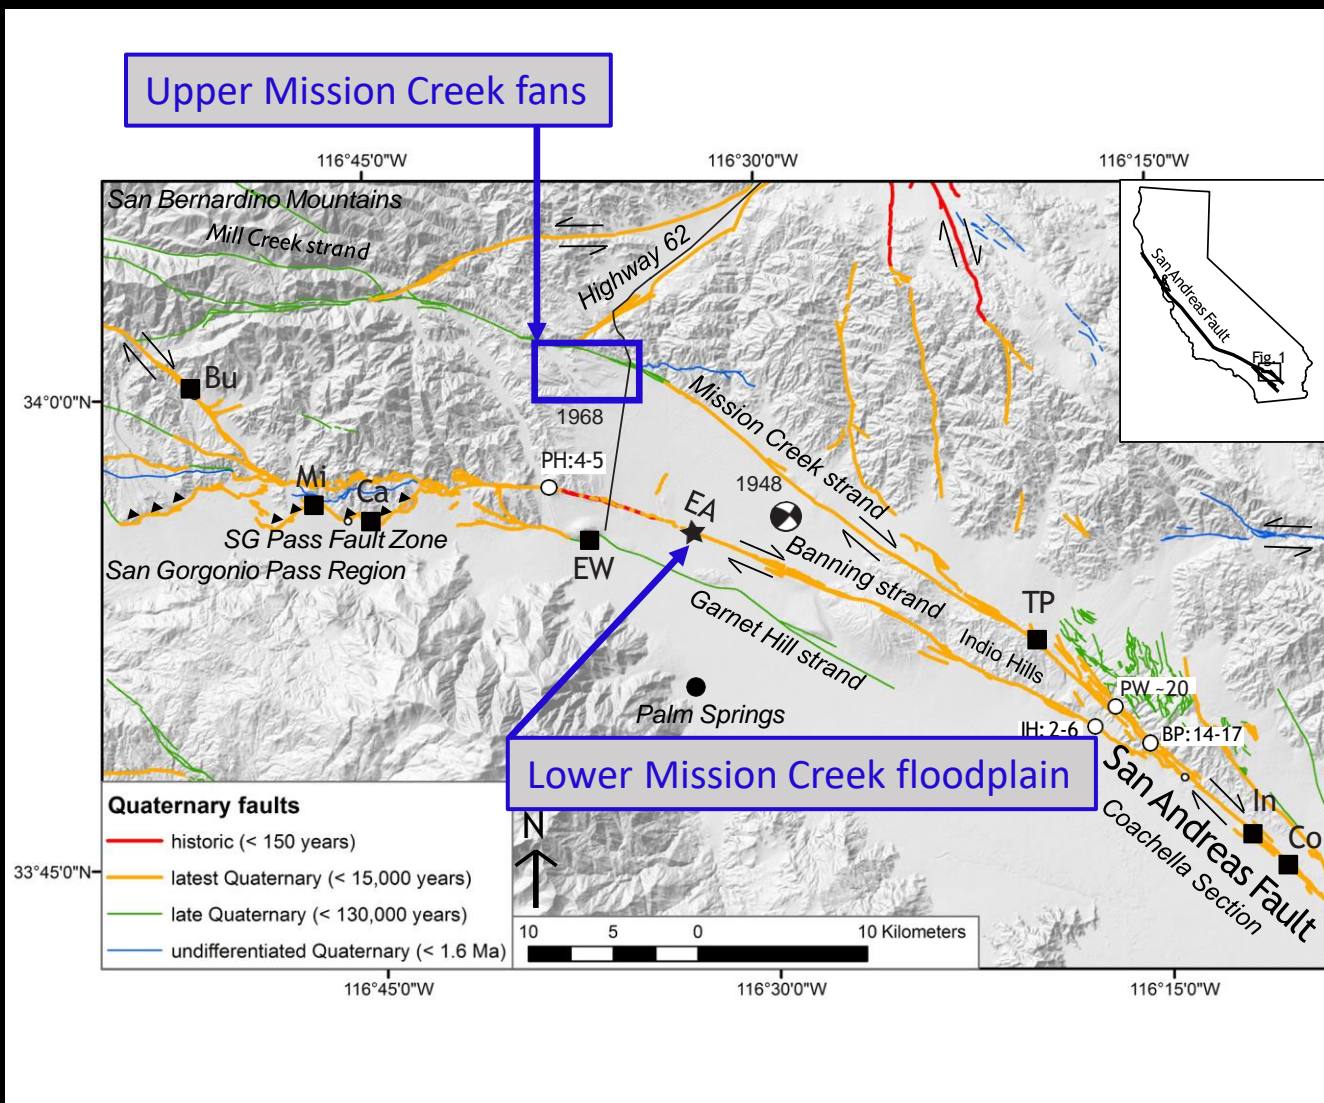 Upper Mission Creek fans
116°45'0"W
116°30'0"W
116°15'0"W
San Bernardino Mountains
Mill Creek strand
Highway 62
San Andreas Fault
Fig. 1
Bu
34°0'0"N
1968
Mission Creek strand
PH:4-5
Mi
Ca
1948
EA
SG Pass Fault Zone
San Gorgonio Pass Region
EW
Banning strand
Garnet Hill strand
TP
Indio Hills
PW ~20
Palm Springs
IH: 2-6
BP: 14-17
Lower Mission Creek floodplain
San Andreas Fault
Coachella Section
In
Co
Quaternary faults
historic (< 150 years)
latest Quaternary (< 15,000 years)
late Quaternary (< 130,000 years)
undifferentiated Quaternary (< 1.6 Ma)
N
10 5 0 10 Kilometers
33°45'0"N
116°45'0"W
116°30'0"W
116°15'0"W